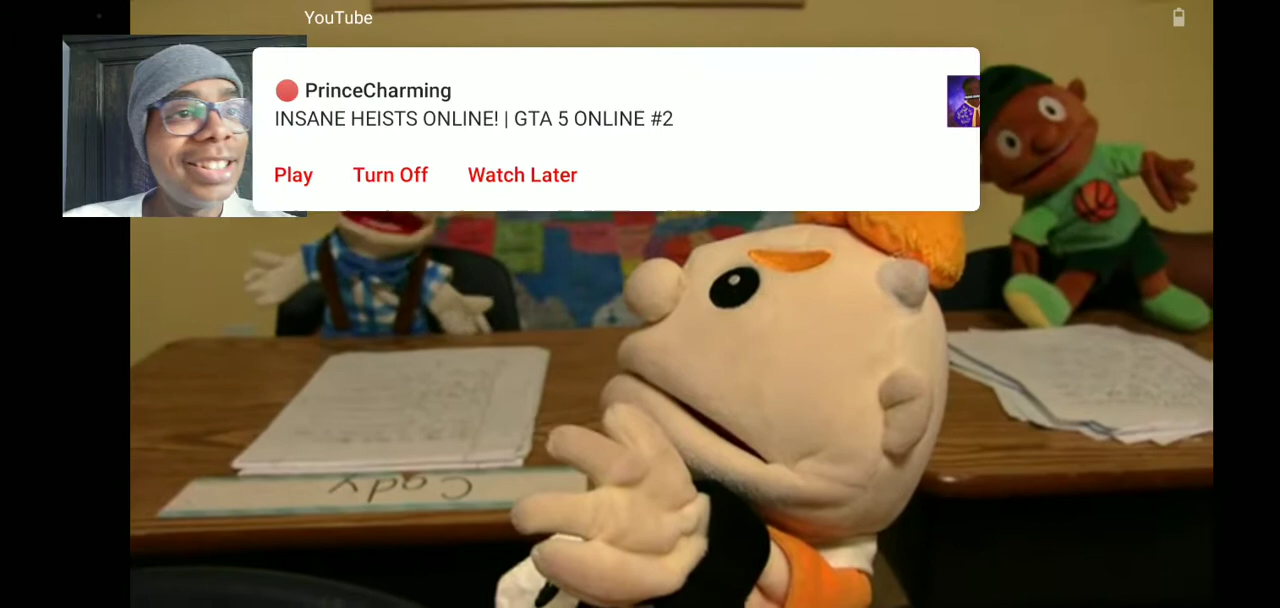 YouTube
PrinceCharming
INSANE HEISTS ONLINE! | GTA 5 ONLINE #2
Play Turn Off Watch Later
Cody